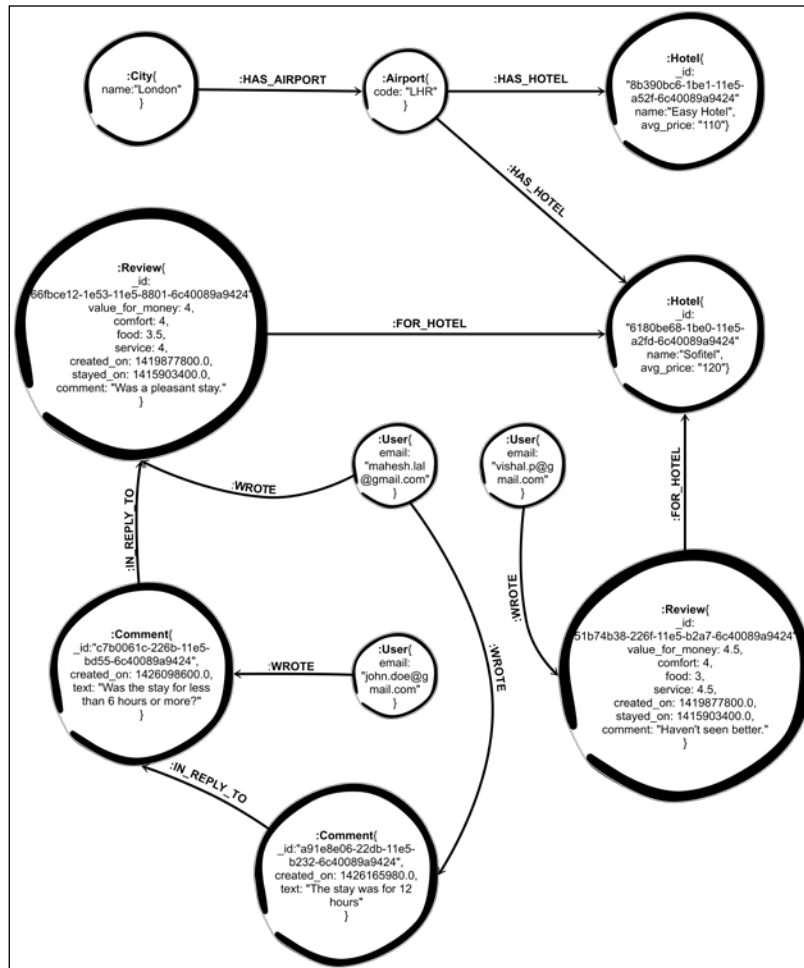 :City{
name:"London"
}
:HAS_AIRPORT
:Airport{
code: "LHR"
}
:HAS_HOTEL
:Hotel{
_id:
"8b390bc6-1be1-11e5-
a52f-6c40089a9424"
name:"Easy Hotel",
avg_price: "110"}
:HAS_HOTEL
:Review{
_id:
"66fbce12-1e53-11e5-8801-6c40089a9424"
value_for_money: 4,
comfort: 4,
food: 3.5,
service: 4,
created_on: 1419877800.0,
stayed_on: 1415903400.0,
comment: "Was a pleasant stay."
}
:FOR_HOTEL
:Hotel{
_id:
"6180be68-1be0-11e5-
a2fd-6c40089a9424"
name:"Sofitel",
avg_price: "120"}
:User{
email:
"mahesh.lal
@gmail.com"
}
:User{
email:
"vishal.p@g
mail.com"
}
:WROTE
:FOR_HOTEL
:IN_REPLY_TO
:WROTE
:Comment{
_id:"c7b0061c-226b-11e5-
bd55-6c40089a9424",
created_on: 1426098600.0,
text: "Was the stay for less
than 6 hours or more?"
}
:WROTE
:User{
email:
"john.doe@g
mail.com"
}
:WROTE
:Review{
_id:
"51b74b38-226f-11e5-b2a7-6c40089a9424"
value_for_money: 4.5,
comfort: 4,
food: 3,
service: 4.5,
created_on: 1419877800.0,
stayed_on: 1415903400.0,
comment: "Haven't seen better."
}
:IN_REPLY_TO
:Comment{
_id:"a91e8e06-22db-11e5-
b232-6c40089a9424",
created_on: 1426165980.0,
text: "The stay was for 12
hours"
}